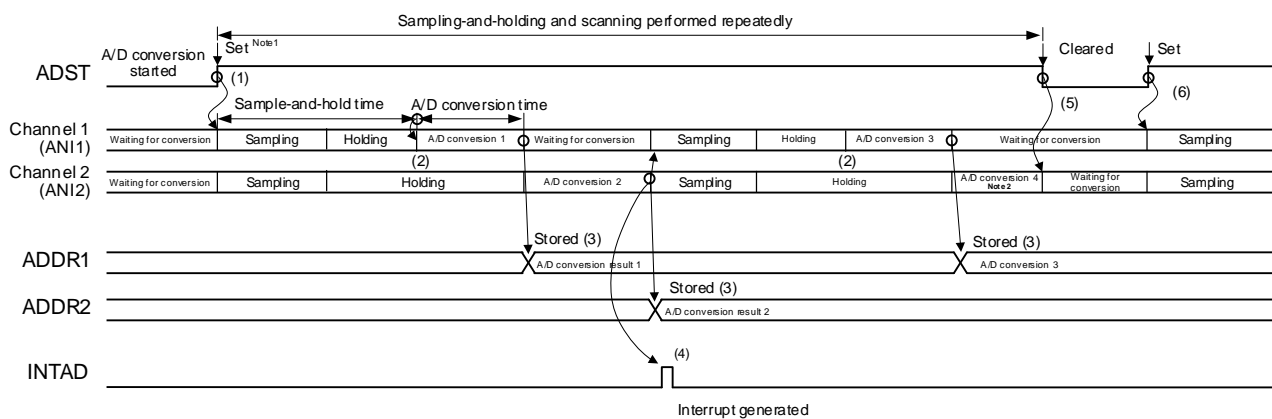 Sampling-and-holding and scanning performed repeatedly
A/D conversion started
Set Note1
Cleared
Set
ADST
(1)
(5)
(6)
Sample-and-hold time
A/D conversion time
Channel 1 (ANI1)
Waiting for conversion
Sampling
Holding
A/D conversion 1
Waiting for conversion
Sampling
Holding
A/D conversion 3
Waiting for conversion
Sampling
(2)
(2)
Channel 2 (ANI2)
Waiting for conversion
Sampling
Holding
A/D conversion 2
Sampling
Holding
A/D conversion 4
Note 2
Waiting for conversion
Sampling
Stored (3)
Stored (3)
ADDR1
A/D conversion result 1
A/D conversion 3
Stored (3)
ADDR2
A/D conversion result 2
INTAD
(4)
Interrupt generated